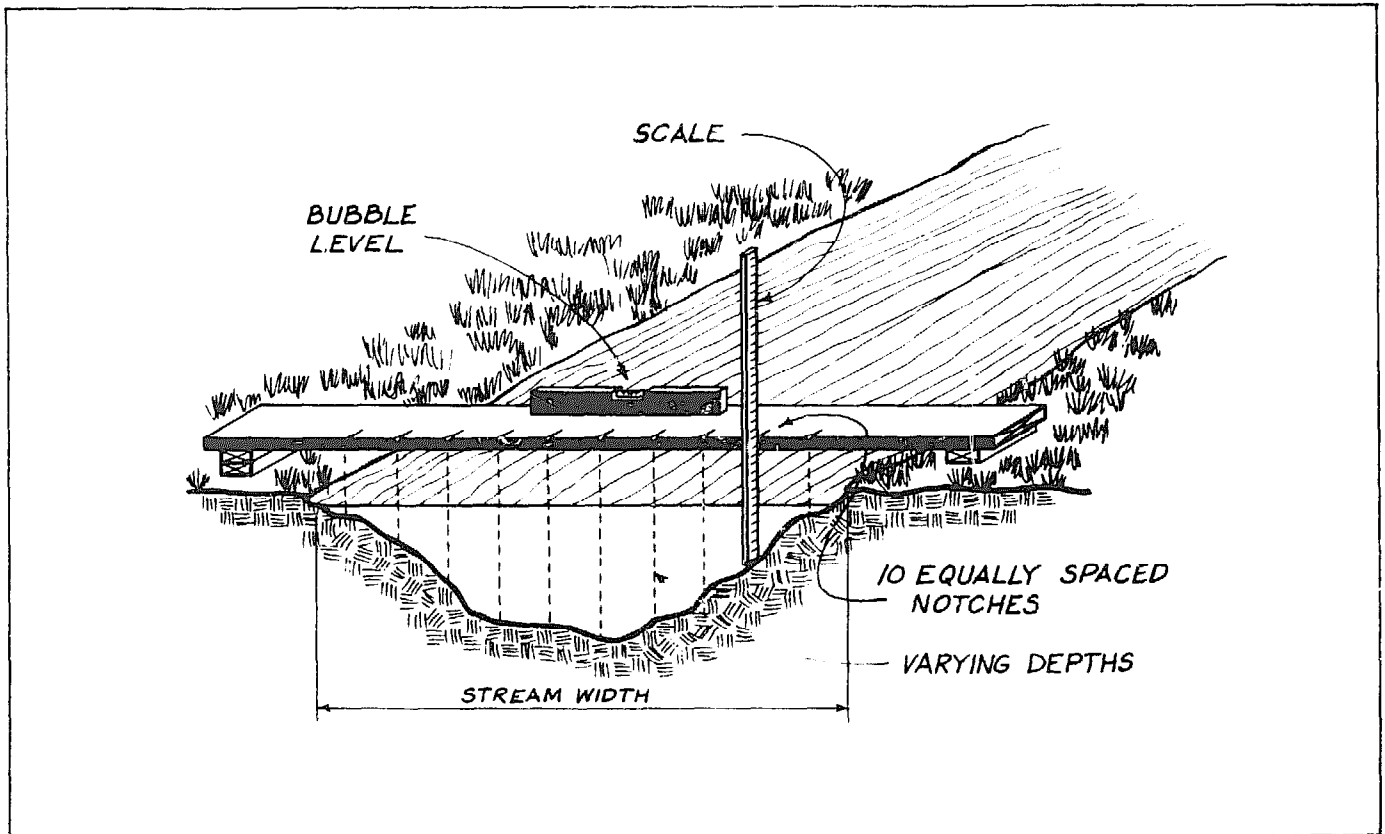 SCALE
BUBBLE
LEVEL
10 EQUALLY SPACED
NOTCHES
VARYING DEPTHS
STREAM WIDTH